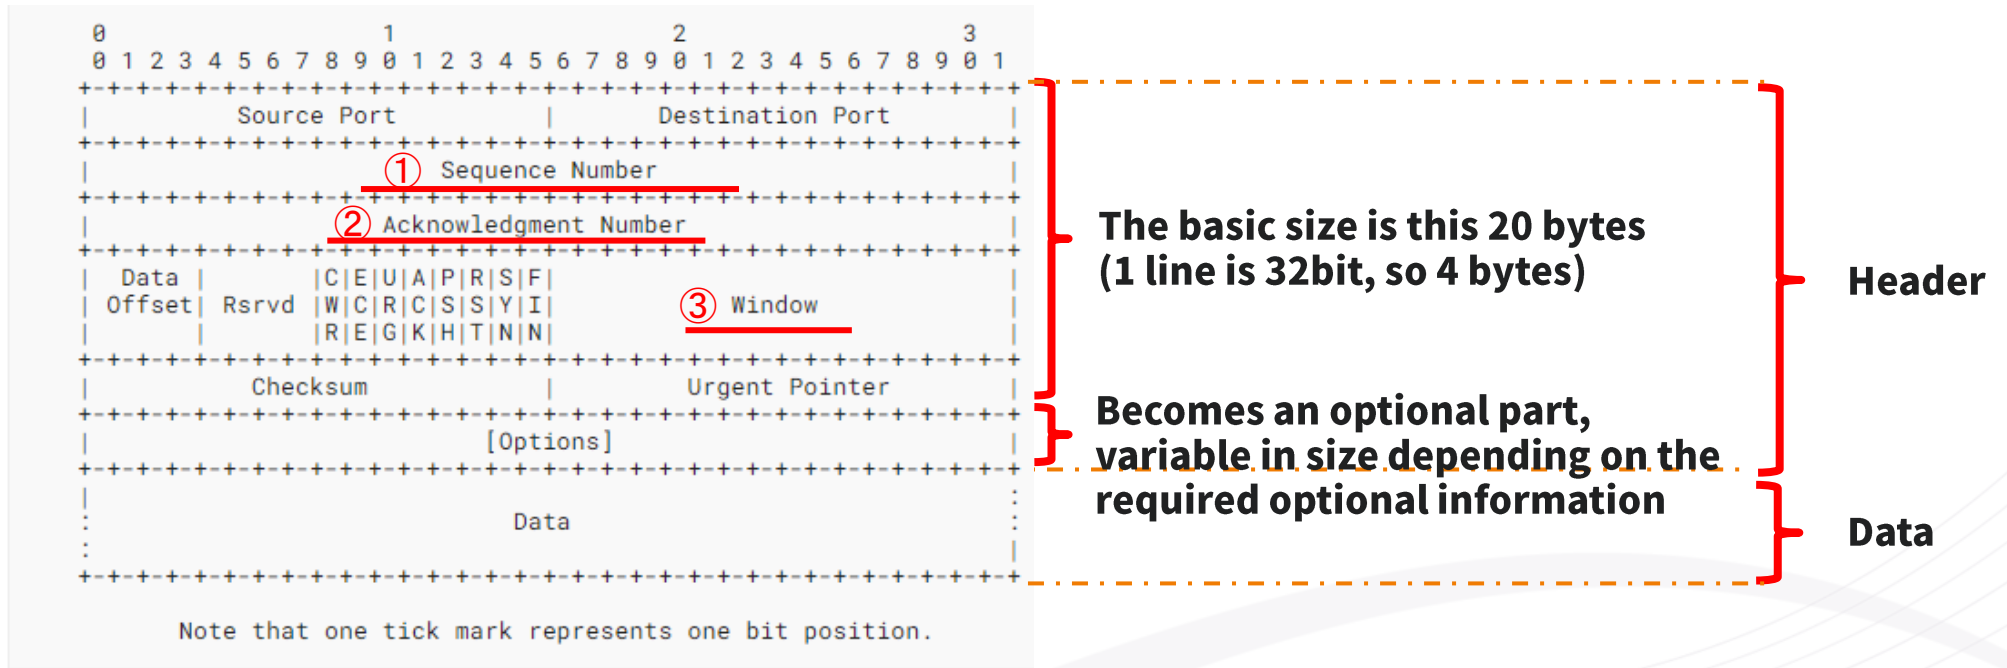 0                   1                   2                   3
0 1 2 3 4 5 6 7 8 9 0 1 2 3 4 5 6 7 8 9 0 1 2 3 4 5 6 7 8 9 0 1
+-+-+-+-+-+-+-+-+-+-+-+-+-+-+-+-+-+-+-+-+-+-+-+-+-+-+-+-+-+-+-+-+
|          Source Port          |       Destination Port        |
+-+-+-+-+-+-+-+-+-+-+-+-+-+-+-+-+-+-+-+-+-+-+-+-+-+-+-+-+-+-+-+-+
|                    ① Sequence Number                        |
+-+-+-+-+-+-+-+-+-+-+-+-+-+-+-+-+-+-+-+-+-+-+-+-+-+-+-+-+-+-+-+-+
|                 ② Acknowledgment Number                      |
+-+-+-+-+-+-+-+-+-+-+-+-+-+-+-+-+-+-+-+-+-+-+-+-+-+-+-+-+-+-+-+-+
|  Data |       |C|E|U|A|P|R|S|F|                               |
| Offset| Rsrvd |W|C|R|C|S|S|Y|I|         ③ Window             |
|       |       |R|E|G|K|H|T|N|N|                               |
+-+-+-+-+-+-+-+-+-+-+-+-+-+-+-+-+-+-+-+-+-+-+-+-+-+-+-+-+-+-+-+-+
|           Checksum            |         Urgent Pointer        |
+-+-+-+-+-+-+-+-+-+-+-+-+-+-+-+-+-+-+-+-+-+-+-+-+-+-+-+-+-+-+-+-+
|                           [Options]                           |
+-+-+-+-+-+-+-+-+-+-+-+-+-+-+-+-+-+-+-+-+-+-+-+-+-+-+-+-+-+-+-+-+
|                                                               :
:                             Data                              :
:                                                               |
+-+-+-+-+-+-+-+-+-+-+-+-+-+-+-+-+-+-+-+-+-+-+-+-+-+-+-+-+-+-+-+-+
Note that one tick mark represents one bit position.
The basic size is this 20 bytes
(1 line is 32bit, so 4 bytes)
Becomes an optional part,
variable in size depending on the
required optional information
Header
Data